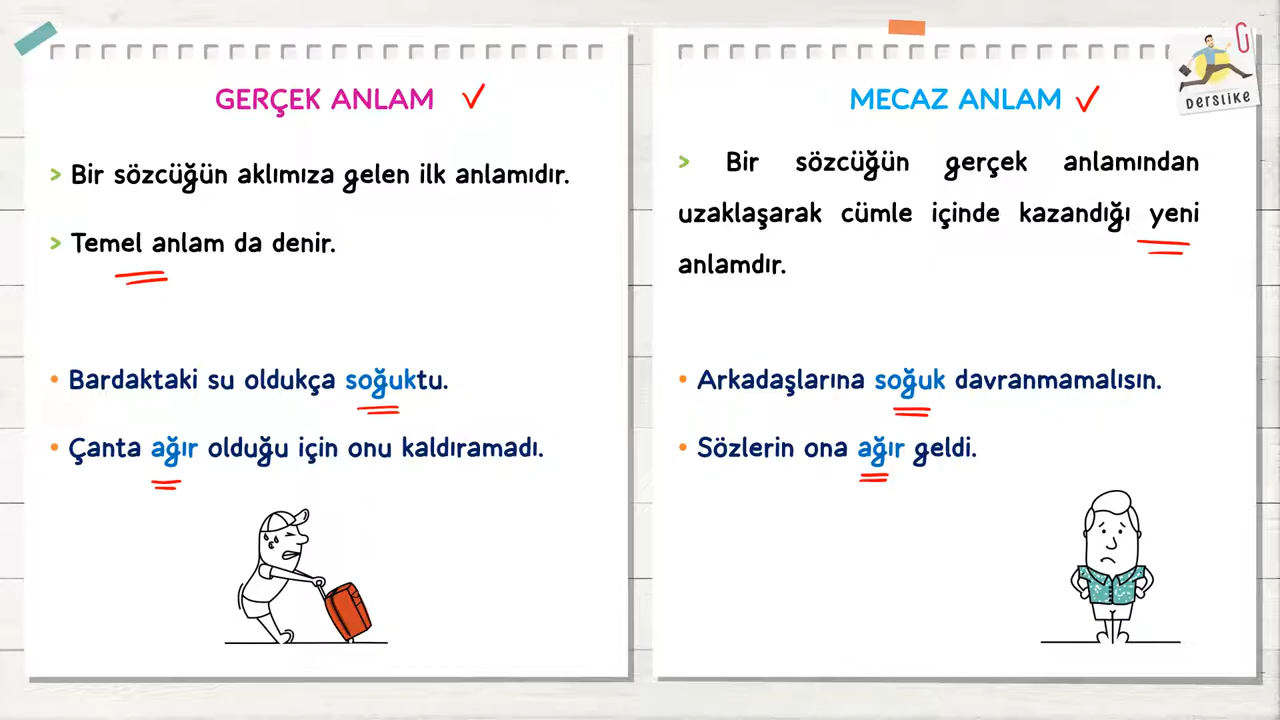 GERÇEK ANLAM
> Bir sözcüğün aklımıza gelen ilk anlamıdır.
> Temel anlam da denir.
• Bardaktaki su oldukça soğuktu.
• Çanta ağır olduğu için onu kaldıramadı.
MECAZ ANLAM
> Bir sözcüğün gerçek anlamından
uzaklaşarak cümle içinde kazandığı yeni
anlamdır.
• Arkadaşlarına soğuk davranmamalısın.
• Sözlerin ona ağır geldi.
DERSLİKE